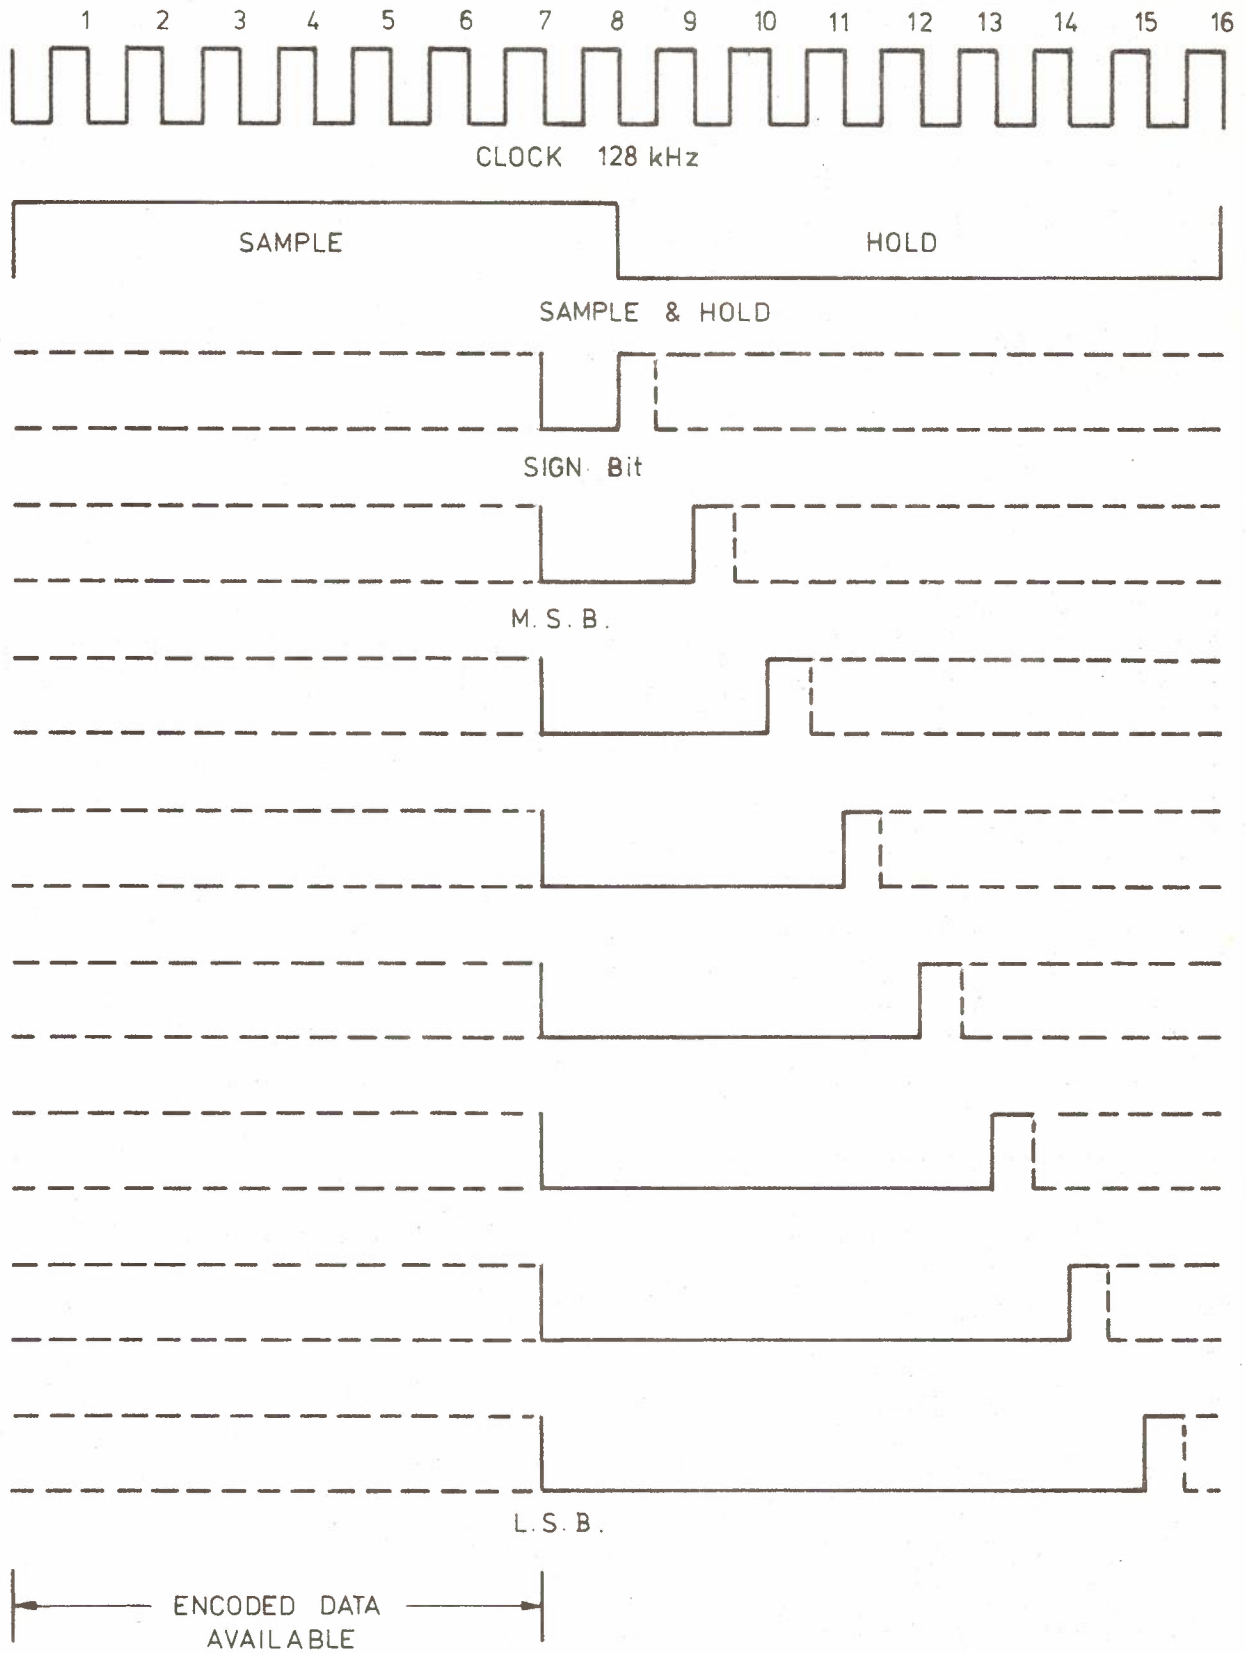 1 2 3 4 5 6 7 8 9 10 11 12 13 14 15 16
CLOCK 128 kHz
SAMPLE HOLD
SAMPLE & HOLD
SIGN Bit
M.S.B.
L.S.B.
ENCODED DATA
AVAILABLE